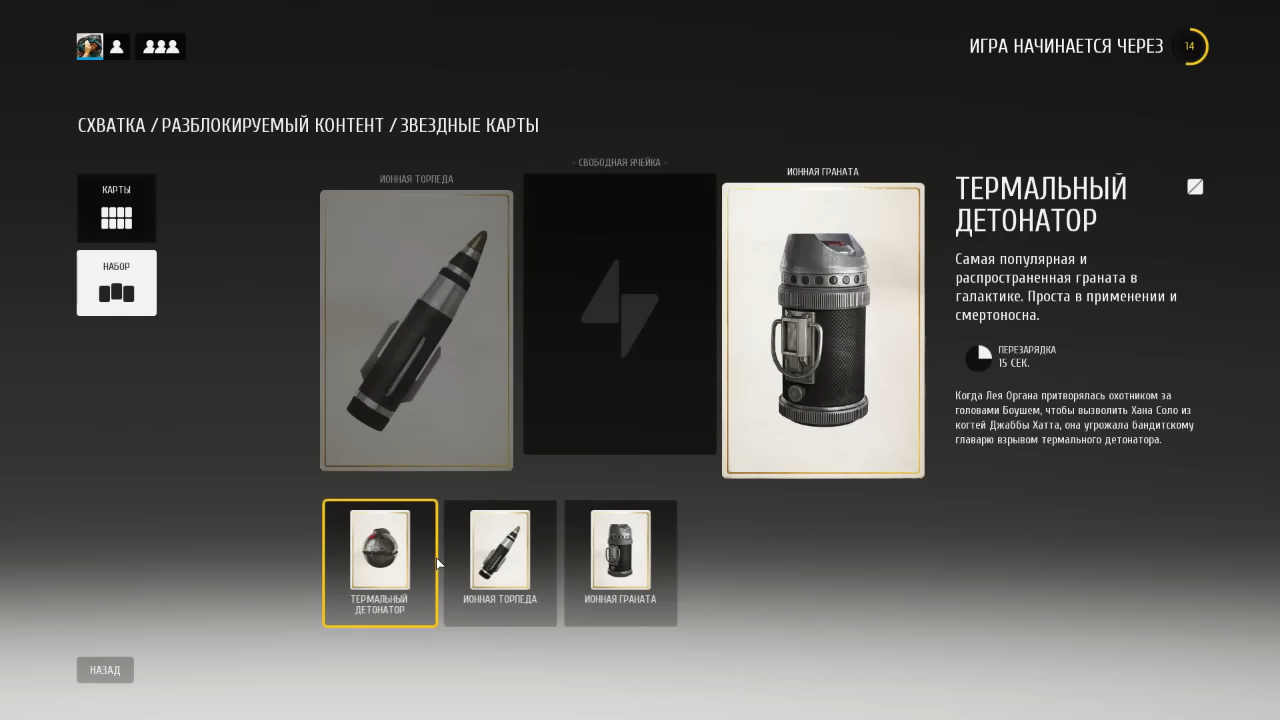 ИГРА НАЧИНАЕТСЯ ЧЕРЕЗ 14
СХВАТКА / РАЗБЛОКИРУЕМЫЙ КОНТЕНТ / ЗВЕЗДНЫЕ КАРТЫ
КАРТЫ
НАБОР
ИОННАЯ ТОРПЕДА
- СВОБОДНАЯ ЯЧЕЙКА -
ИОННАЯ ГРАНАТА
ТЕРМАЛЬНЫЙ
ДЕТОНАТОР
Самая популярная и
распространенная граната в
галактике. Проста в применении и
смертоносна.
ПЕРЕЗАРЯДКА
15 СЕК.
Когда Лея Органа притворялась охотником за
головами Боушем, чтобы вызволить Хана Соло из
когтей Джаббы Хатта, она угрожала бандитскому
главарю взрывом термального детонатора.
ТЕРМАЛЬНЫЙ
ДЕТОНАТОР
ИОННАЯ ТОРПЕДА
ИОННАЯ ГРАНАТА
НАЗАД